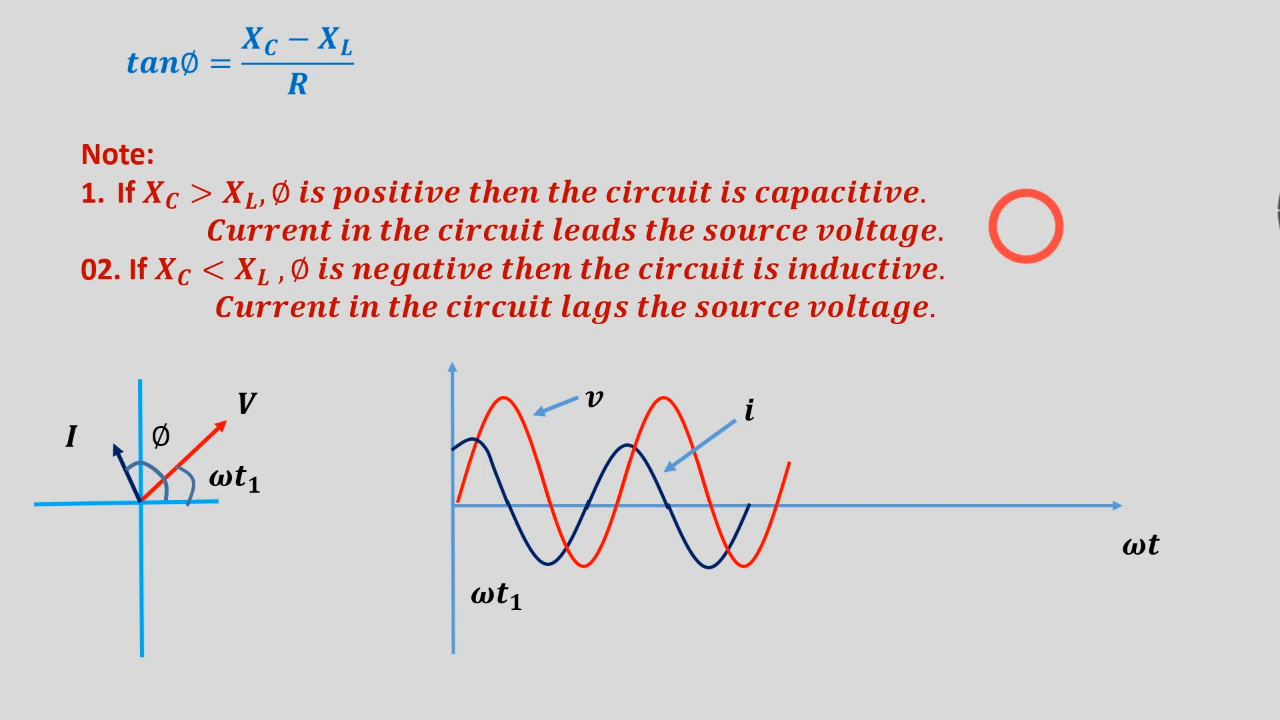 tan∅ = (X_C − X_L)/R
Note:
1. If X_C > X_L, ∅ is positive then the circuit is capacitive.
Current in the circuit leads the source voltage.
02. If X_C < X_L , ∅ is negative then the circuit is inductive.
Current in the circuit lags the source voltage.
V
I
∅
ωt₁
v
i
ωt
ωt₁